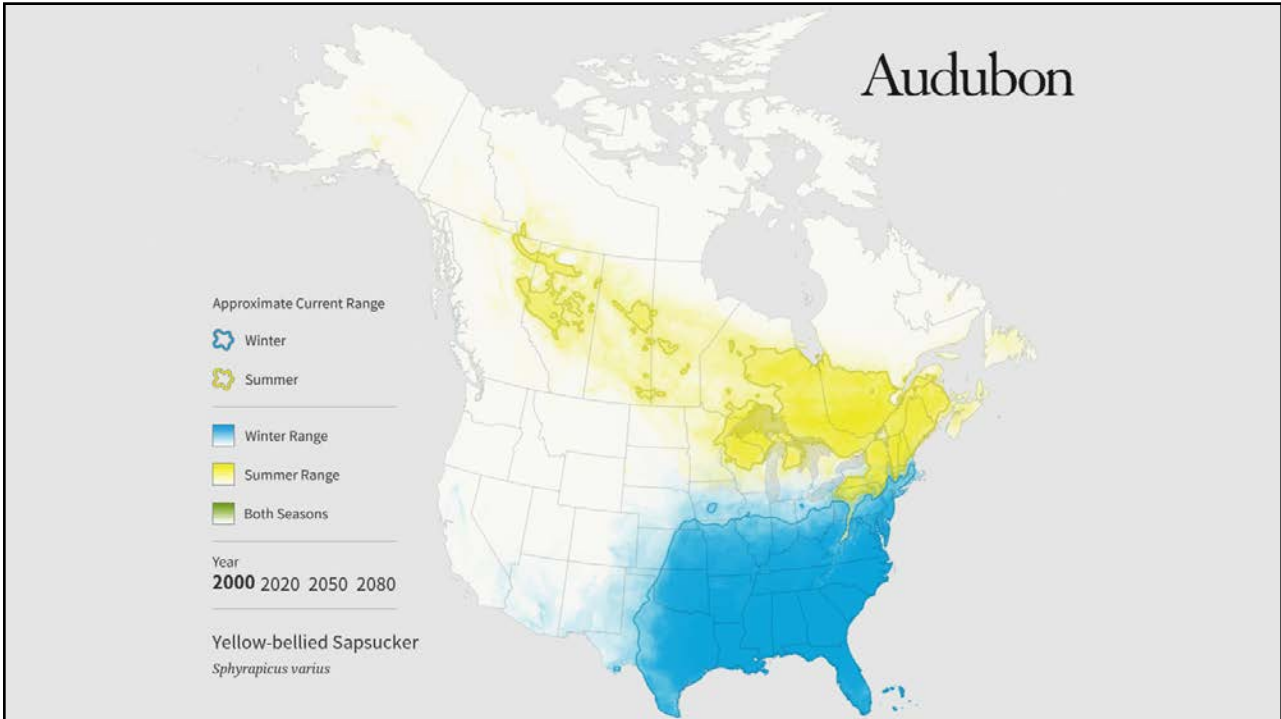 Audubon
Approximate Current Range
Winter
Summer
Winter Range
Summer Range
Both Seasons
Year
2000 2020 2050 2080
Yellow-bellied Sapsucker
Sphyrapicus varius